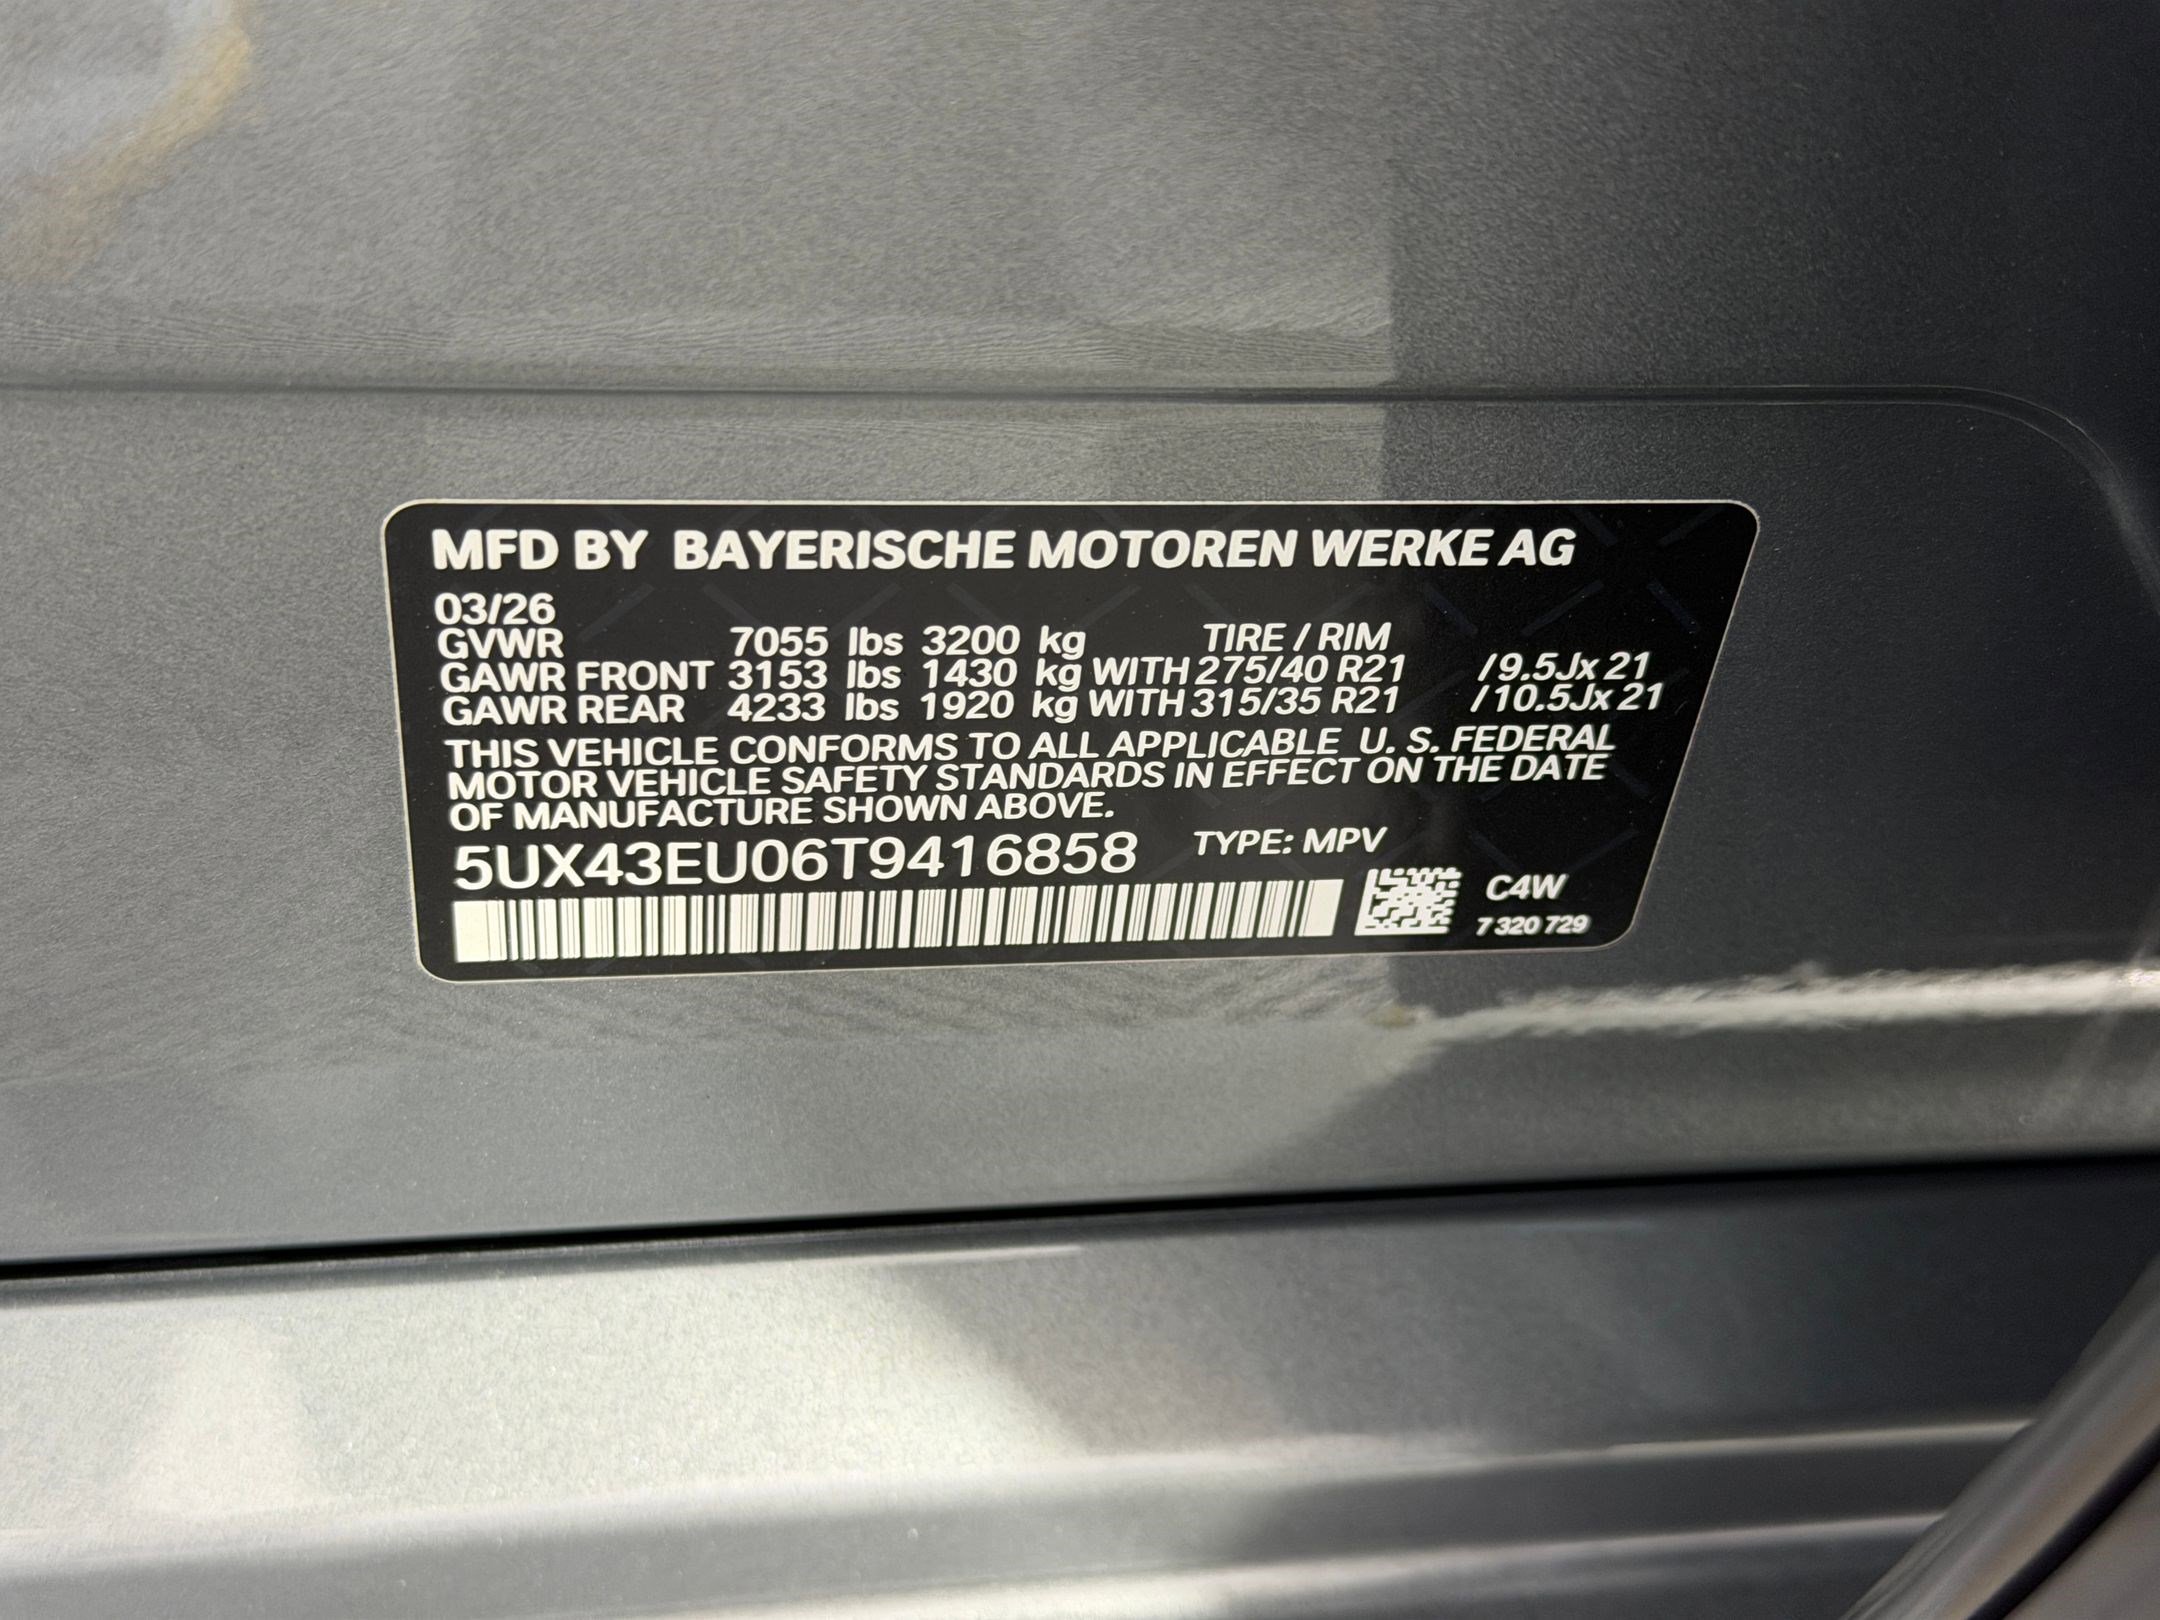 MFD BY BAYERISCHE MOTOREN WERKE AG
03/26
GVWR 7055 lbs 3200 kg TIRE / RIM
GAWR FRONT 3153 lbs 1430 kg WITH 275/40 R21 /9.5Jx 21
GAWR REAR 4233 lbs 1920 kg WITH 315/35 R21 /10.5Jx 21
THIS VEHICLE CONFORMS TO ALL APPLICABLE U. S. FEDERAL
MOTOR VEHICLE SAFETY STANDARDS IN EFFECT ON THE DATE
OF MANUFACTURE SHOWN ABOVE.
5UX43EU06T9416858 TYPE: MPV
C4W
7 320 729